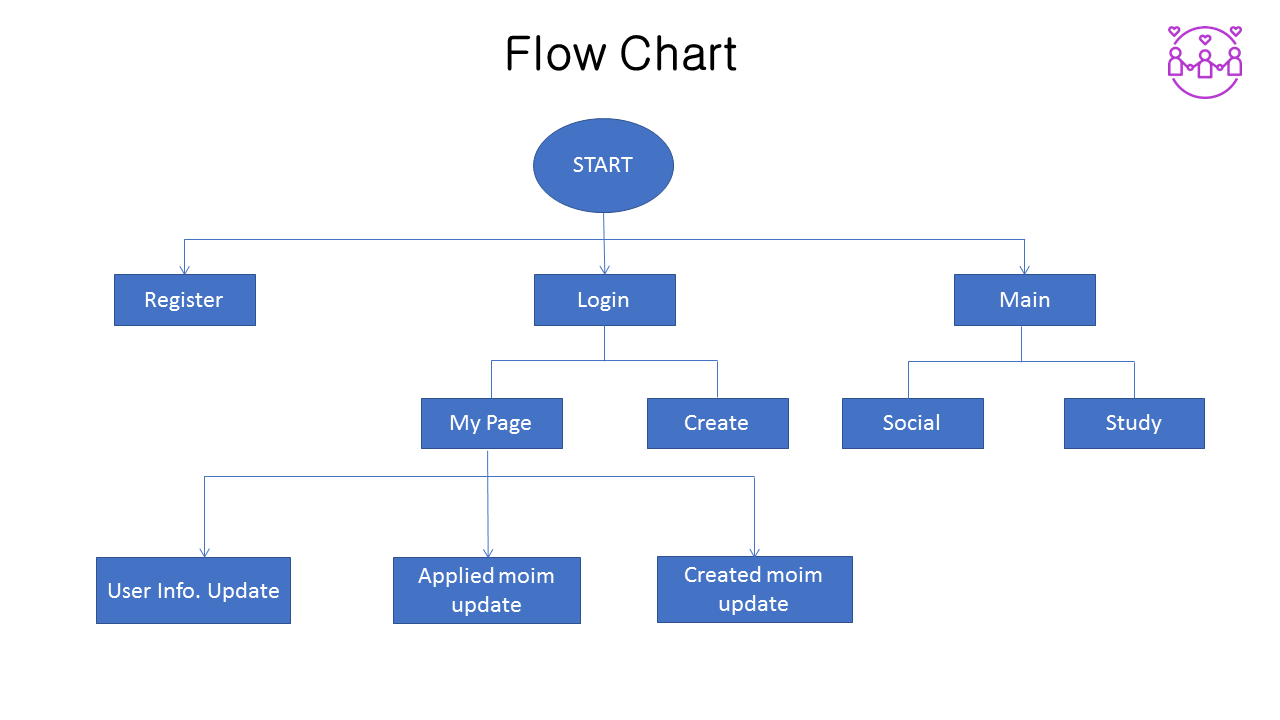 Flow Chart
START
Register
Login
Main
My Page
Create
Social
Study
User Info. Update
Applied moim
update
Created moim
update